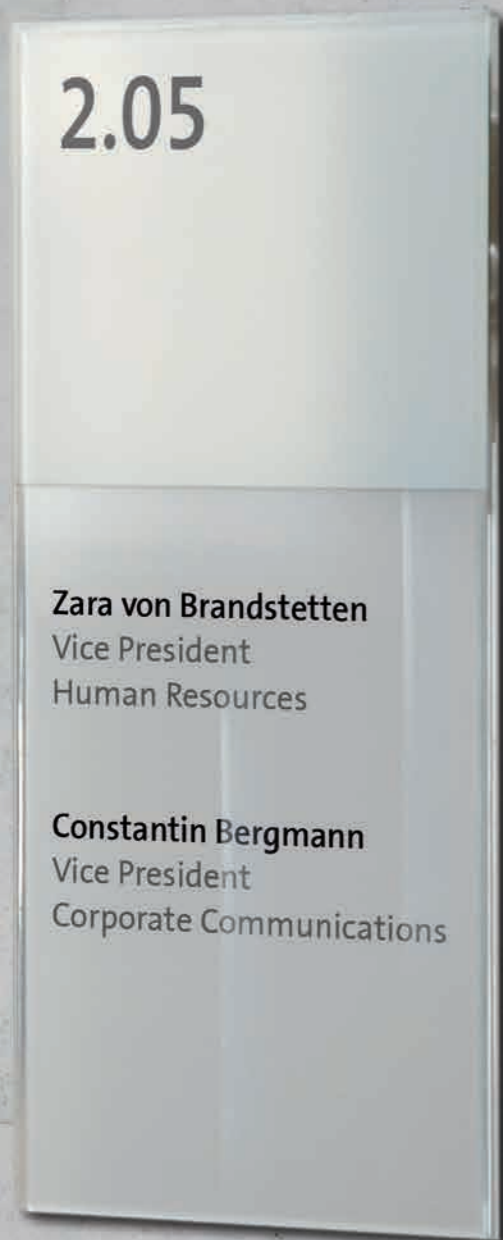 2.05
Zara von Brandstetten
Vice President
Human Resources
Constantin Bergmann
Vice President
Corporate Communications